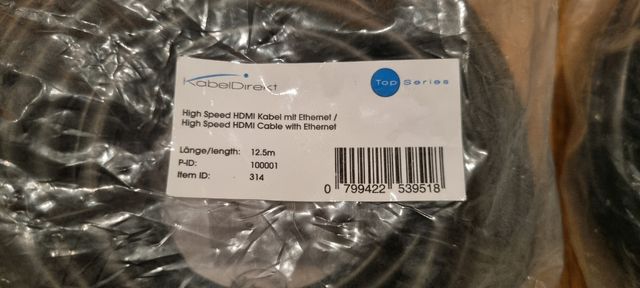 KabelDirekt
Top Series
High Speed HDMI Kabel mit Ethernet /
High Speed HDMI Cable with Ethernet
Länge/length: 12.5m
P-ID: 100001
Item ID: 314
0 799422 539518